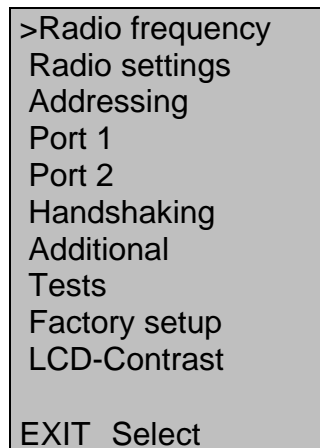 >Radio frequency
Radio settings
Addressing
Port 1
Port 2
Handshaking
Additional
Tests
Factory setup
LCD-Contrast
EXIT Select